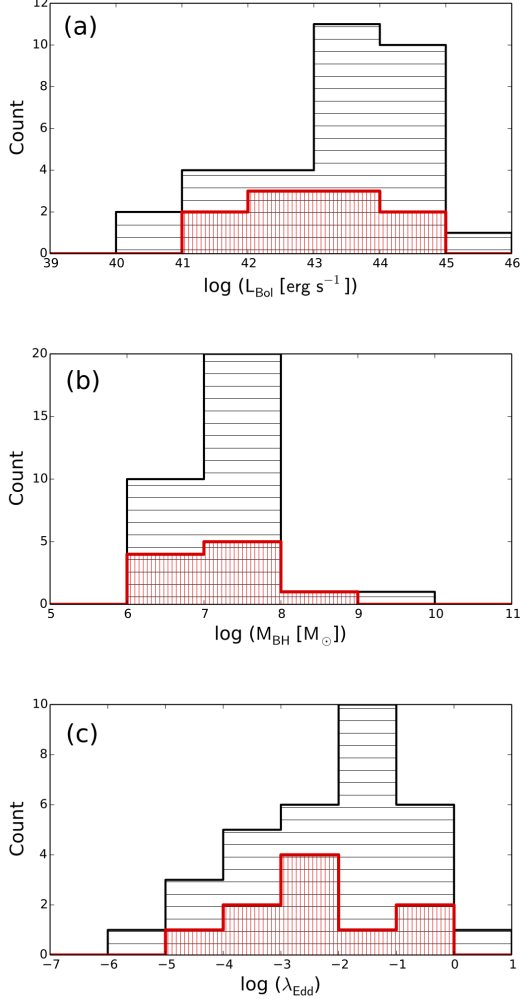 (a)
12
10
8
6
4
2
0
Count
39 40 41 42 43 44 45 46
log (L_Bol [erg s⁻¹])
(b)
20
15
10
5
0
Count
5 6 7 8 9 10 11
log (M_BH [M_⊙])
(c)
10
8
6
4
2
0
Count
−7 −6 −5 −4 −3 −2 −1 0 1
log (λ_Edd)